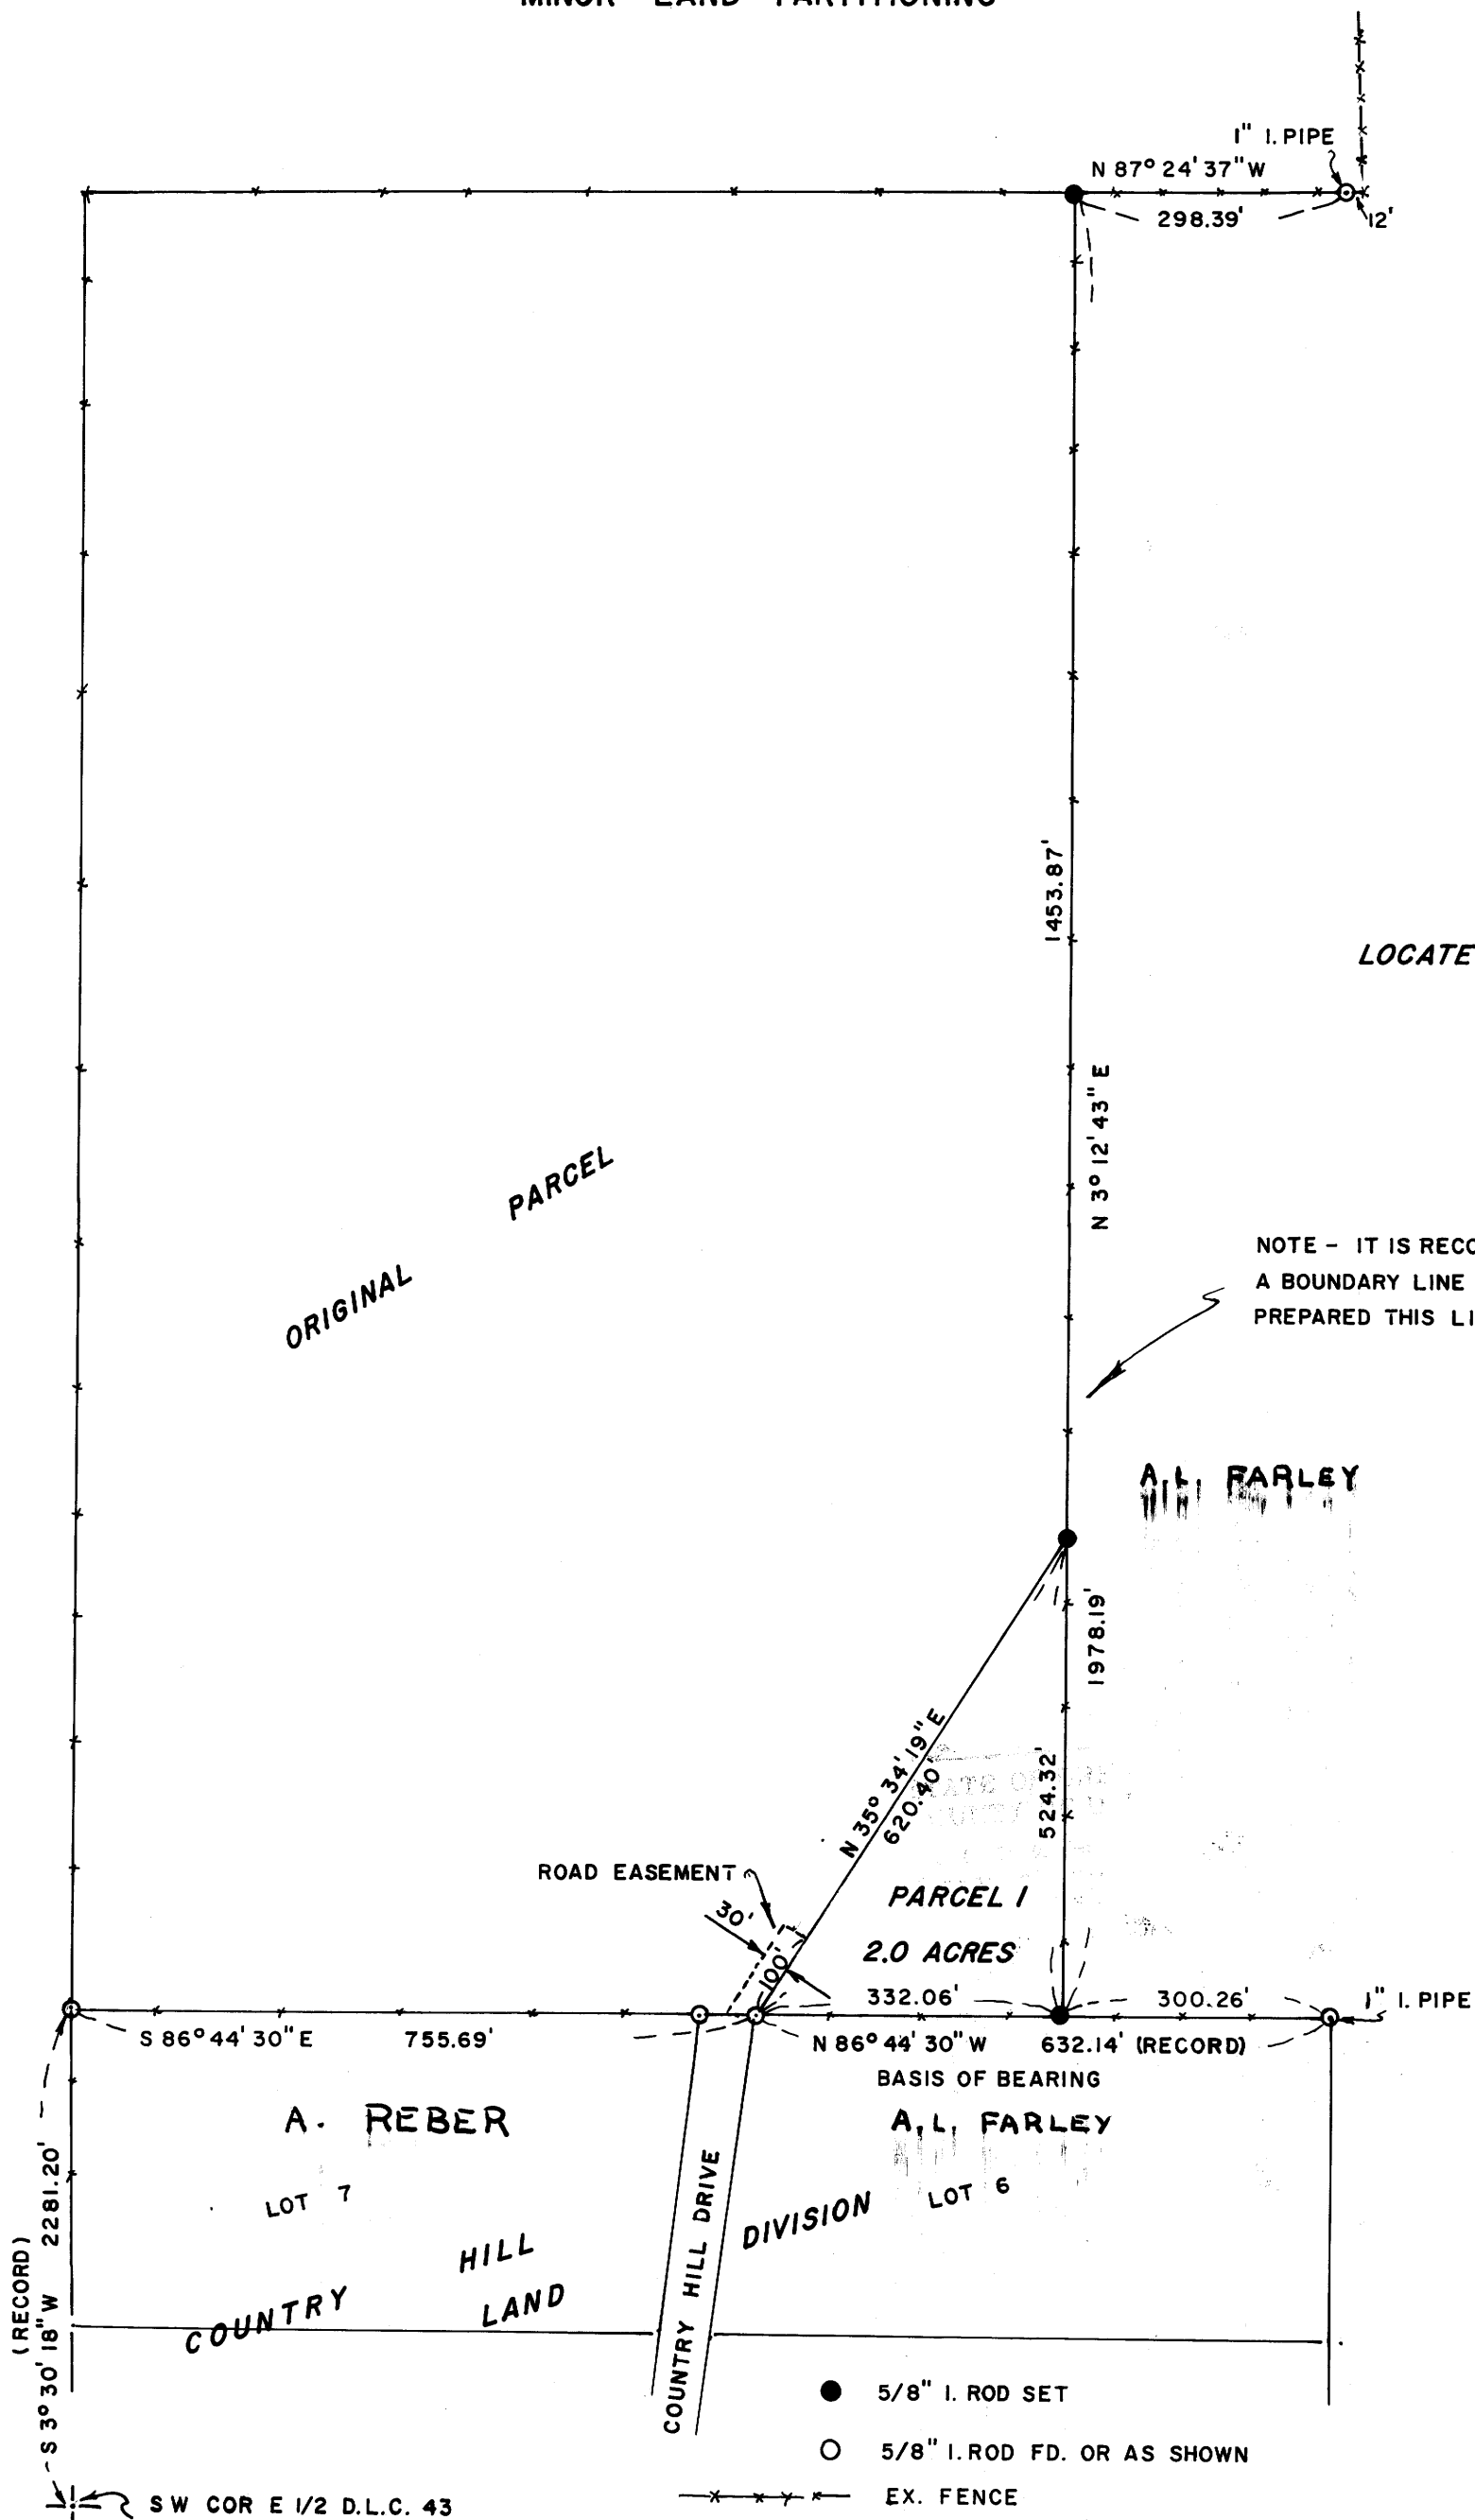 MINOR LAND PARTITIONING
1" I. PIPE
N 87° 24' 37" W
298.39'
12'
1453.87'
LOCATE
N 3° 12' 43" E
PARCEL
ORIGINAL
NOTE - IT IS RECO
A BOUNDARY LINE
PREPARED THIS LI
A. L. FARLEY
1978.19'
N 35° 34' 19" E
620.40'
524.32'
ROAD EASEMENT
30'
100'
PARCEL 1
2.0 ACRES
332.06'
300.26'
1" I. PIPE
S 86° 44' 30" E
755.69'
N 86° 44' 30" W
632.14' (RECORD)
BASIS OF BEARING
A. REBER
A. L. FARLEY
LOT 7
LOT 6
COUNTRY HILL
LAND DIVISION
COUNTRY HILL DRIVE
(RECORD)
S 3° 30' 18" W 2281.20'
5/8" I. ROD SET
5/8" I. ROD FD. OR AS SHOWN
EX. FENCE
SW COR E 1/2 D.L.C. 43